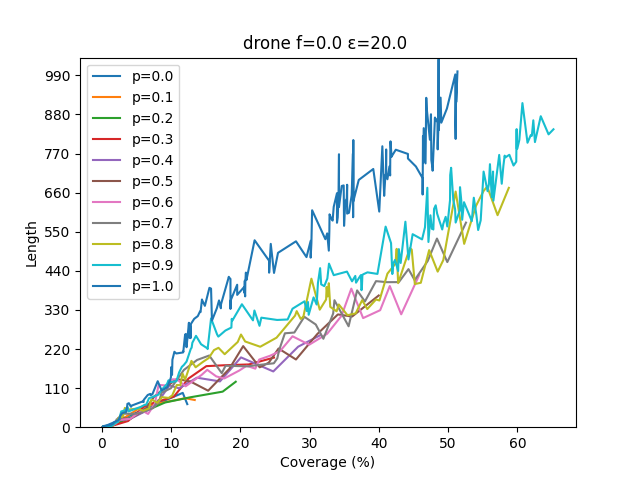 drone f=0.0 ε=20.0
Length
990
880
770
660
550
440
330
220
110
0
p=0.0
p=0.1
p=0.2
p=0.3
p=0.4
p=0.5
p=0.6
p=0.7
p=0.8
p=0.9
p=1.0
0 10 20 30 40 50 60
Coverage (%)